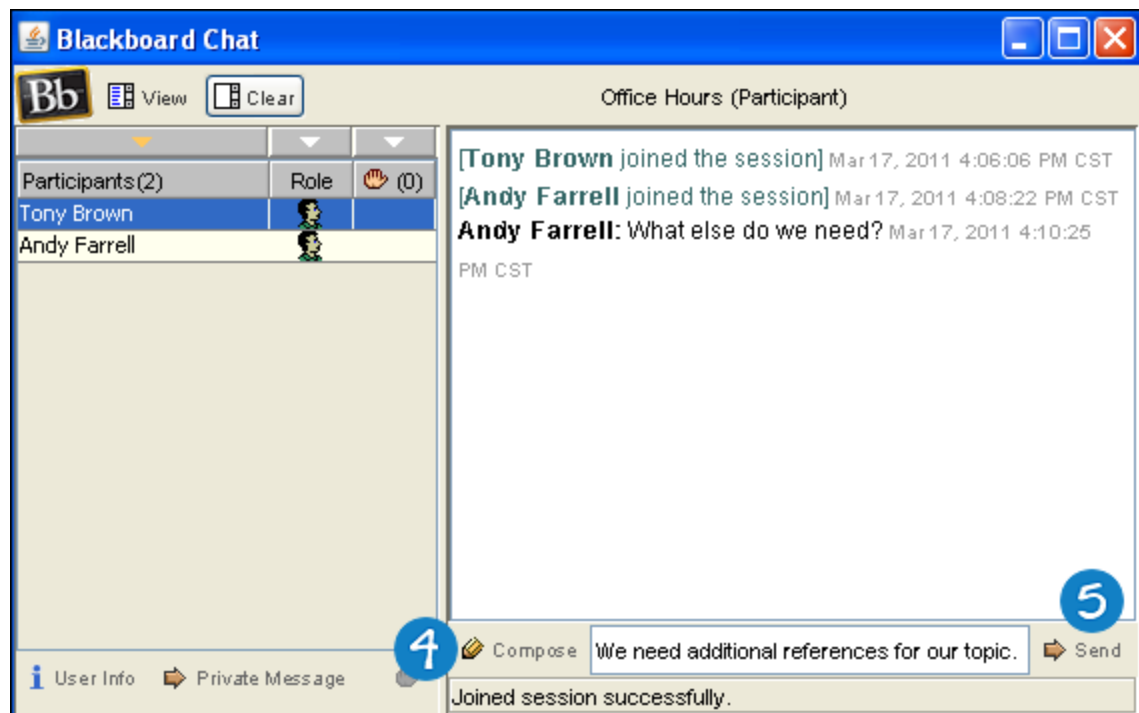 Blackboard Chat
Bb View Clear Office Hours (Participant)
Participants(2) Role (0)
Tony Brown
Andy Farrell
[Tony Brown joined the session] Mar 17, 2011 4:06:06 PM CST
[Andy Farrell joined the session] Mar 17, 2011 4:08:22 PM CST
Andy Farrell: What else do we need? Mar 17, 2011 4:10:25
PM CST
5
4 Compose We need additional references for our topic. Send
User Info Private Message
Joined session successfully.